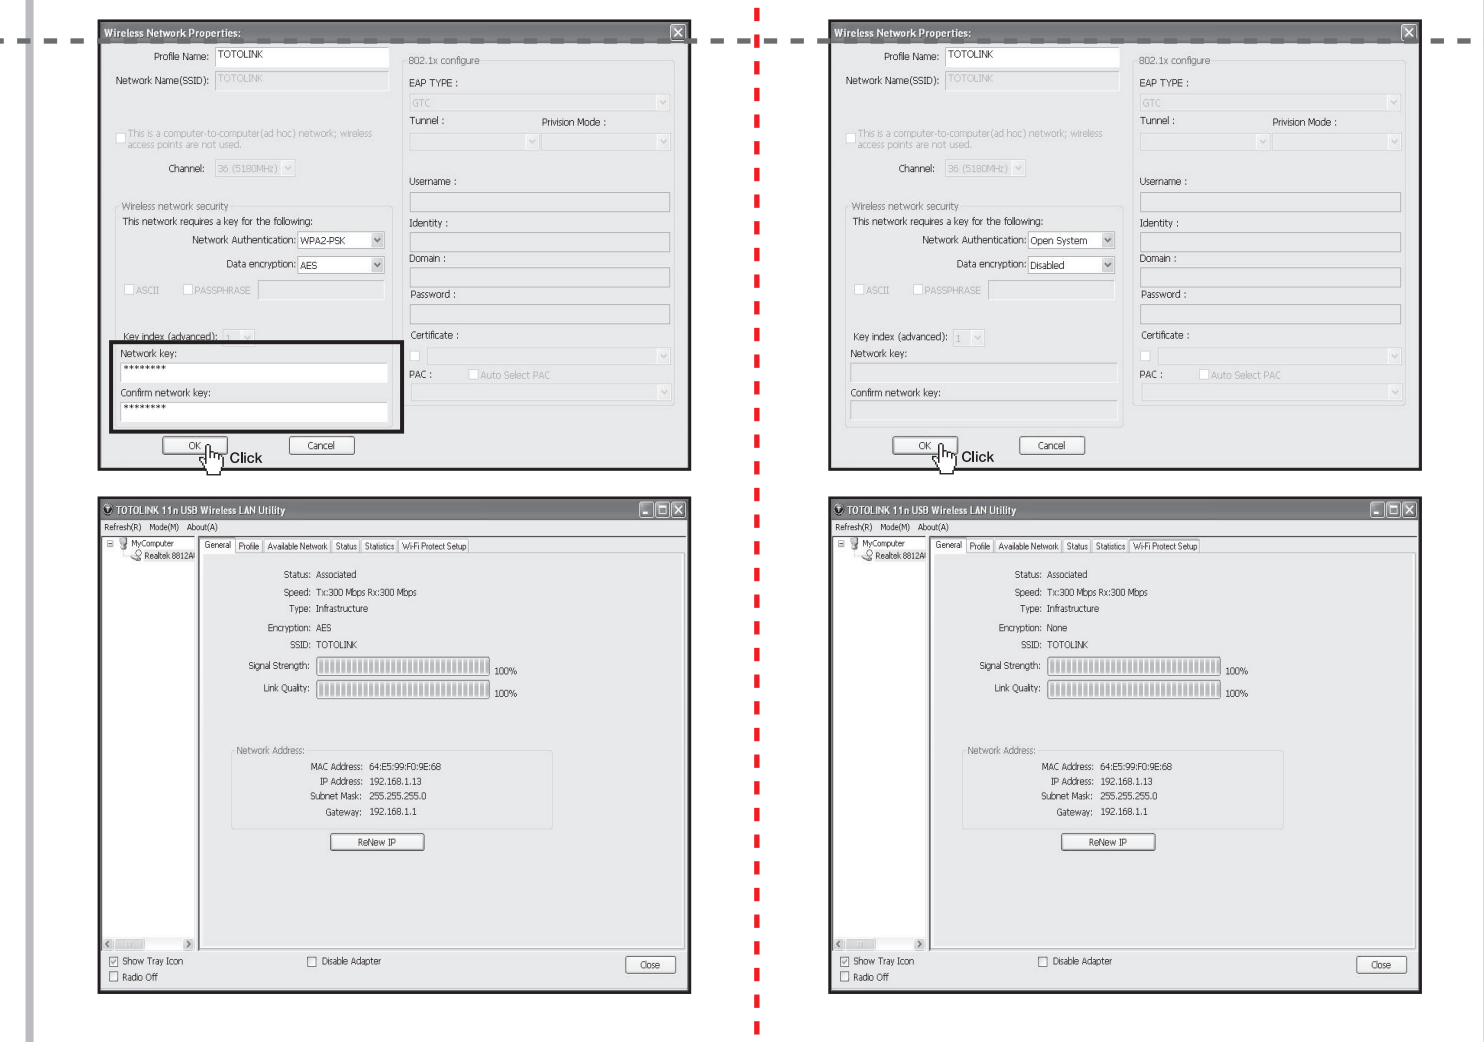 Wireless Network Properties:
Profile Name: TOTOLINK
Network Name(SSID): TOTOLINK
This is a computer-to-computer(ad hoc) network; wireless
access points are not used.
Channel: 36 (5180MHz)
Wireless network security
This network requires a key for the following:
Network Authentication: WPA2-PSK
Data encryption: AES
ASCII PASSPHRASE
Key index (advanced): 1
Network key:
********
Confirm network key:
********
802.1x configure
EAP TYPE :
GTC
Tunnel : Privision Mode :
Username :
Identity :
Domain :
Password :
Certificate :
PAC : Auto Select PAC
OK Cancel
Click
TOTOLINK 11n USB Wireless LAN Utility
Refresh(R) Mode(M) About(A)
MyComputer
Realtek 8812A
General Profile Available Network Status Statistics Wi-Fi Protect Setup
Status: Associated
Speed: Tx:300 Mbps Rx:300 Mbps
Type: Infrastructure
Encryption: AES
SSID: TOTOLINK
Signal Strength: 100%
Link Quality: 100%
Network Address:
MAC Address: 64:E5:99:F0:9E:68
IP Address: 192.168.1.13
Subnet Mask: 255.255.255.0
Gateway: 192.168.1.1
ReNew IP
Show Tray Icon
Radio Off
Disable Adapter
Close
Wireless Network Properties:
Profile Name: TOTOLINK
Network Name(SSID): TOTOLINK
This is a computer-to-computer(ad hoc) network; wireless
access points are not used.
Channel: 36 (5180MHz)
Wireless network security
This network requires a key for the following:
Network Authentication: Open System
Data encryption: Disabled
ASCII PASSPHRASE
Key index (advanced): 1
Network key:
Confirm network key:
802.1x configure
EAP TYPE :
GTC
Tunnel : Privision Mode :
Username :
Identity :
Domain :
Password :
Certificate :
PAC : Auto Select PAC
OK Cancel
Click
TOTOLINK 11n USB Wireless LAN Utility
Refresh(R) Mode(M) About(A)
MyComputer
Realtek 8812A
General Profile Available Network Status Statistics Wi-Fi Protect Setup
Status: Associated
Speed: Tx:300 Mbps Rx:300 Mbps
Type: Infrastructure
Encryption: None
SSID: TOTOLINK
Signal Strength: 100%
Link Quality: 100%
Network Address:
MAC Address: 64:E5:99:F0:9E:68
IP Address: 192.168.1.13
Subnet Mask: 255.255.255.0
Gateway: 192.168.1.1
ReNew IP
Show Tray Icon
Radio Off
Disable Adapter
Close